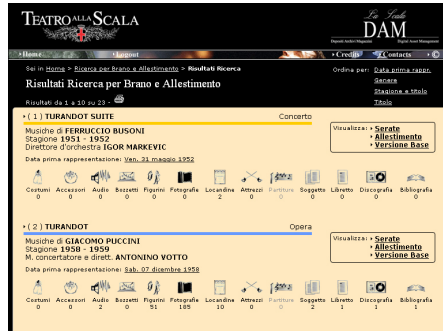 TEATRO ALLA SCALA
La Scala
DAM
Digital Asset Management
Home
Logout
Credits
Contacts
Sei in Home > Ricerca per Brano e Allestimento > Risultati Ricerca
Ordina per: Data prima rappr.
Genere
Stagione e titolo
Titolo
Risultati Ricerca per Brano e Allestimento
Risultati da 1 a 10 su 23 -
( 1 ) TURANDOT SUITE
Concerto
Musiche di FERRUCCIO BUSONI
Stagione 1951 - 1952
Direttore d'orchestra IGOR MARKEVIC
Visualizza: Serate
Allestimento
Versione Base
Data prima rappresentazione: Ven. 31 maggio 1952
Costumi Accessori Audio Bozzetti Figurini Fotografie Locandine Attrezzi Partiture Soggetto Libretto Discografia Bibliografia
0 0 0 0 0 0 2 0 0 0 0 0 0
( 2 ) TURANDOT
Opera
Musiche di GIACOMO PUCCINI
Stagione 1958 - 1959
M. concertatore e dirett. ANTONINO VOTTO
Visualizza: Serate
Allestimento
Versione Base
Data prima rappresentazione: Sab. 07 dicembre 1958
Costumi Accessori Audio Bozzetti Figurini Fotografie Locandine Attrezzi Partiture Soggetto Libretto Discografia Bibliografia
0 0 2 0 51 185 10 0 0 2 1 1 1